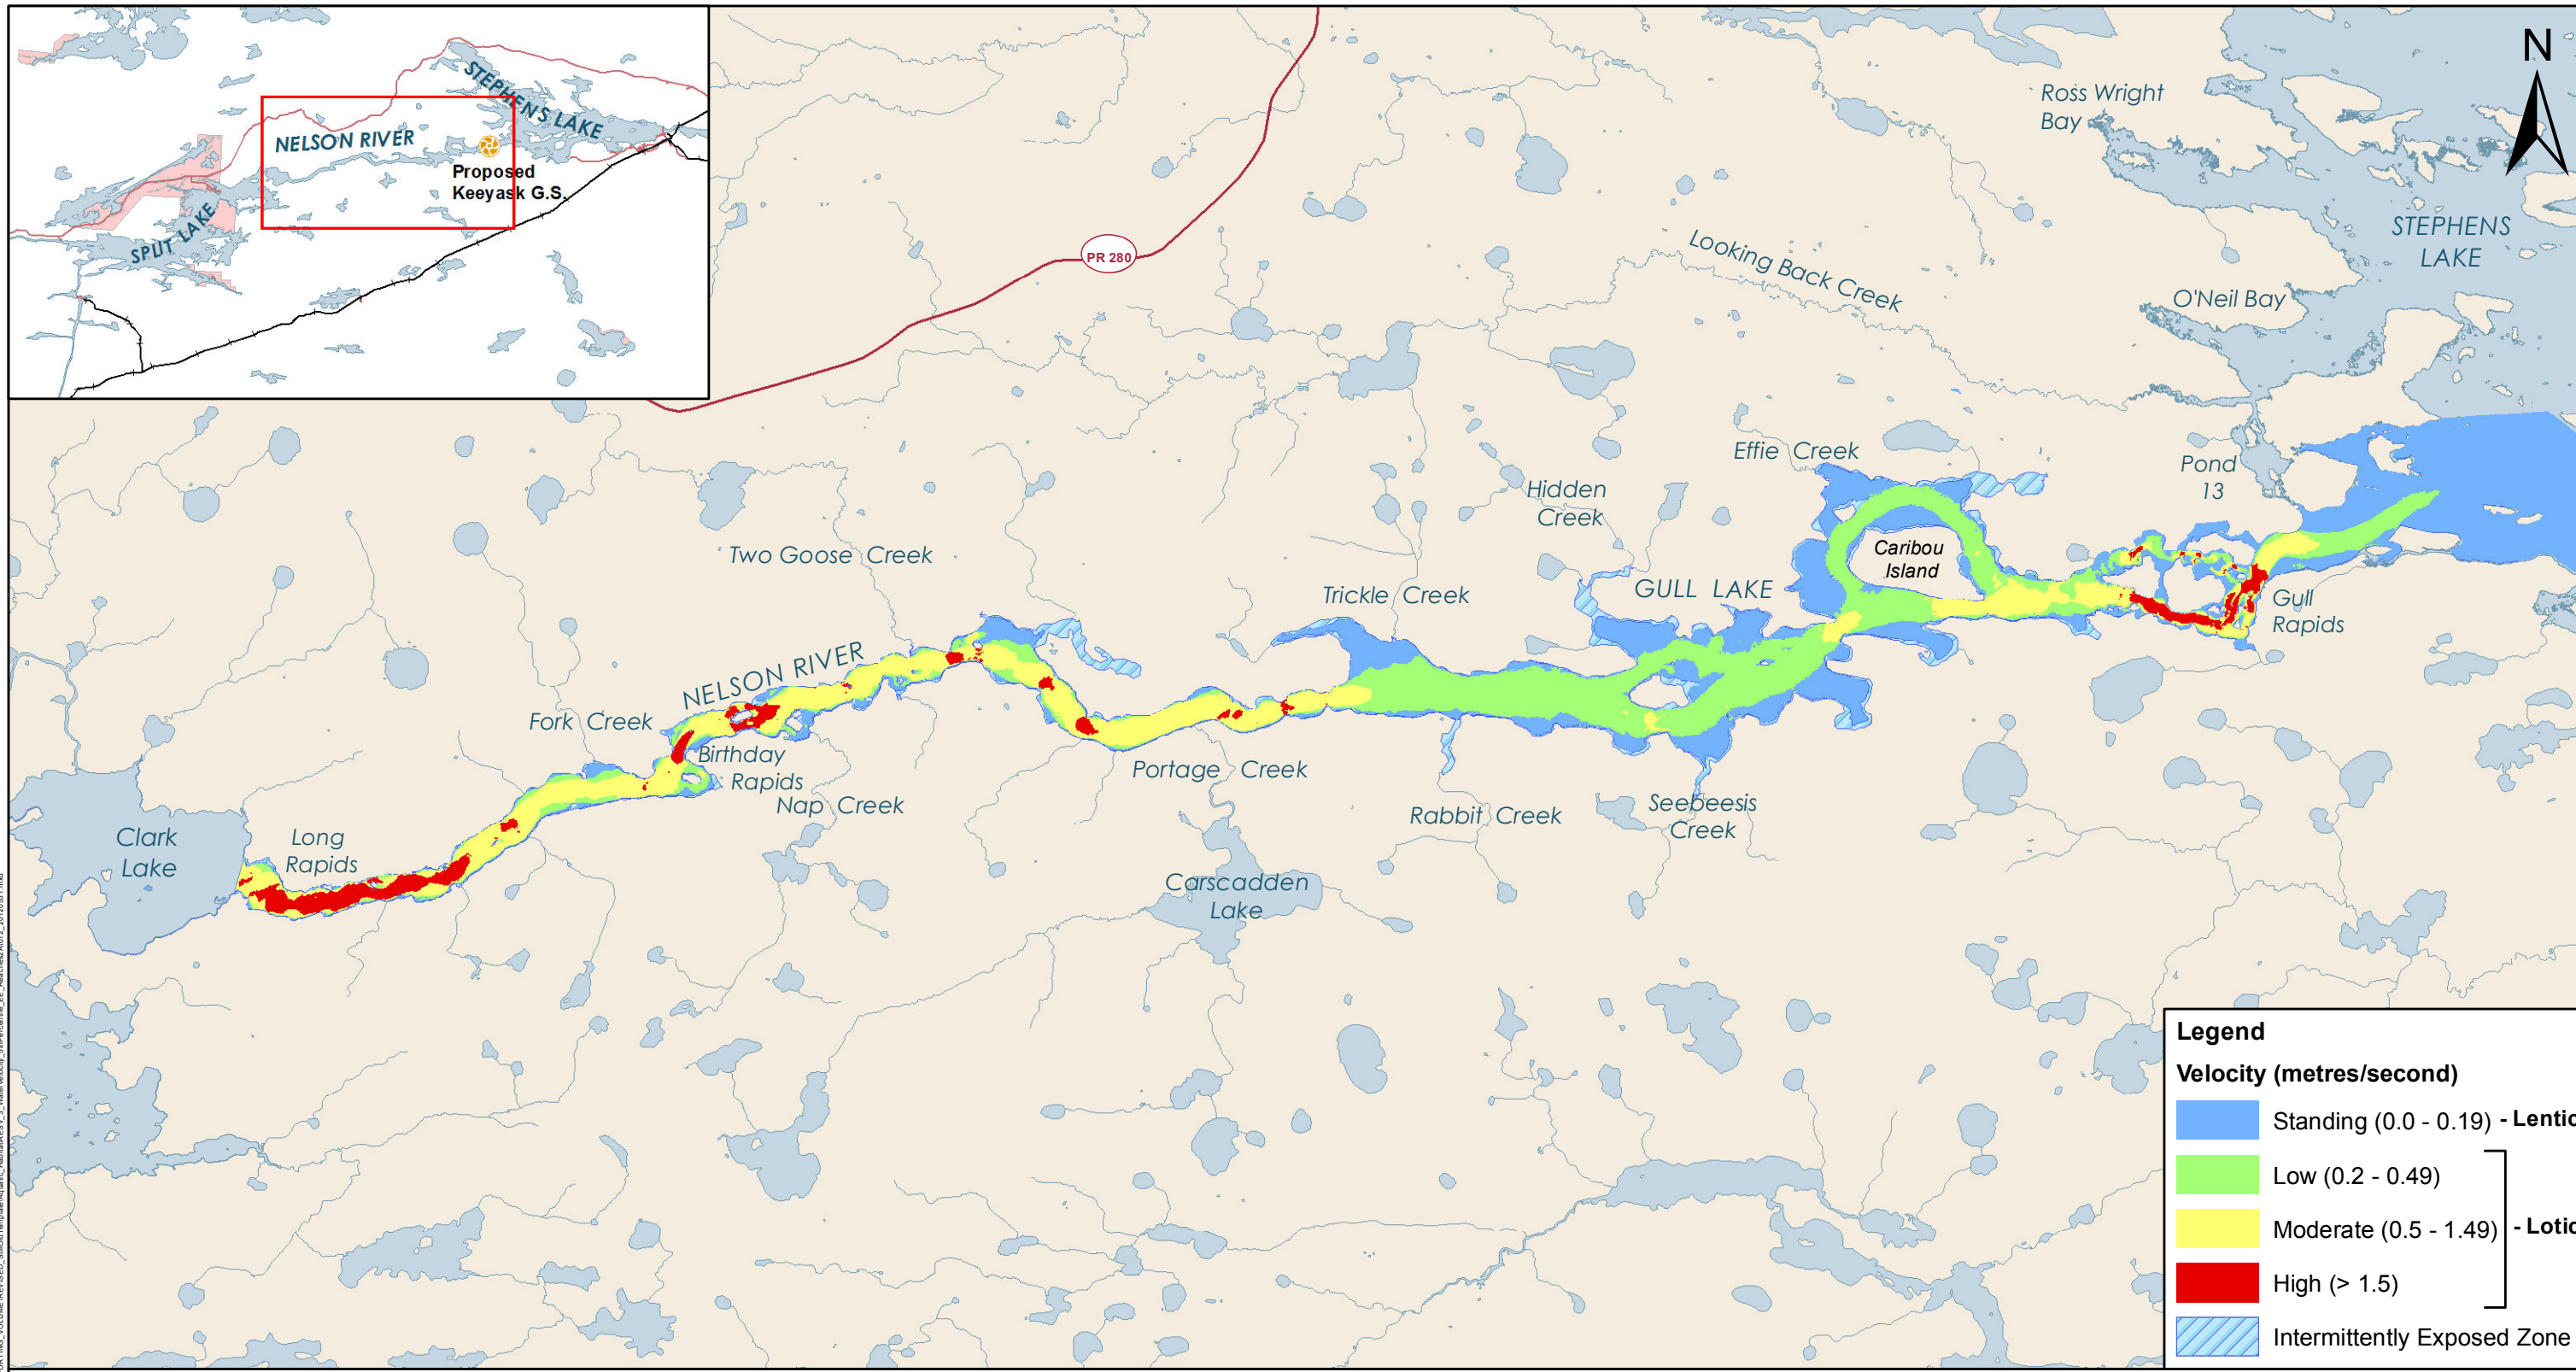 STEPHENS LAKE
NELSON RIVER
Proposed
Keeyask G.S.
SPLIT LAKE
N
Ross Wright
Bay
STEPHENS
LAKE
PR 280
Looking Back Creek
O'Neil Bay
Effie Creek
Pond
13
Hidden
Creek
Two Goose Creek
Caribou
Island
Trickle Creek
GULL LAKE
Gull
Rapids
NELSON RIVER
Fork Creek
Birthday
Rapids
Portage Creek
Nap Creek
Rabbit Creek
Seebeesis
Creek
Clark
Lake
Long
Rapids
Carscadden
Lake
Legend
Velocity (metres/second)
Standing (0.0 - 0.19) - Lentic
Low (0.2 - 0.49)
Moderate (0.5 - 1.49) - Lotic
High (> 1.5)
Intermittently Exposed Zone